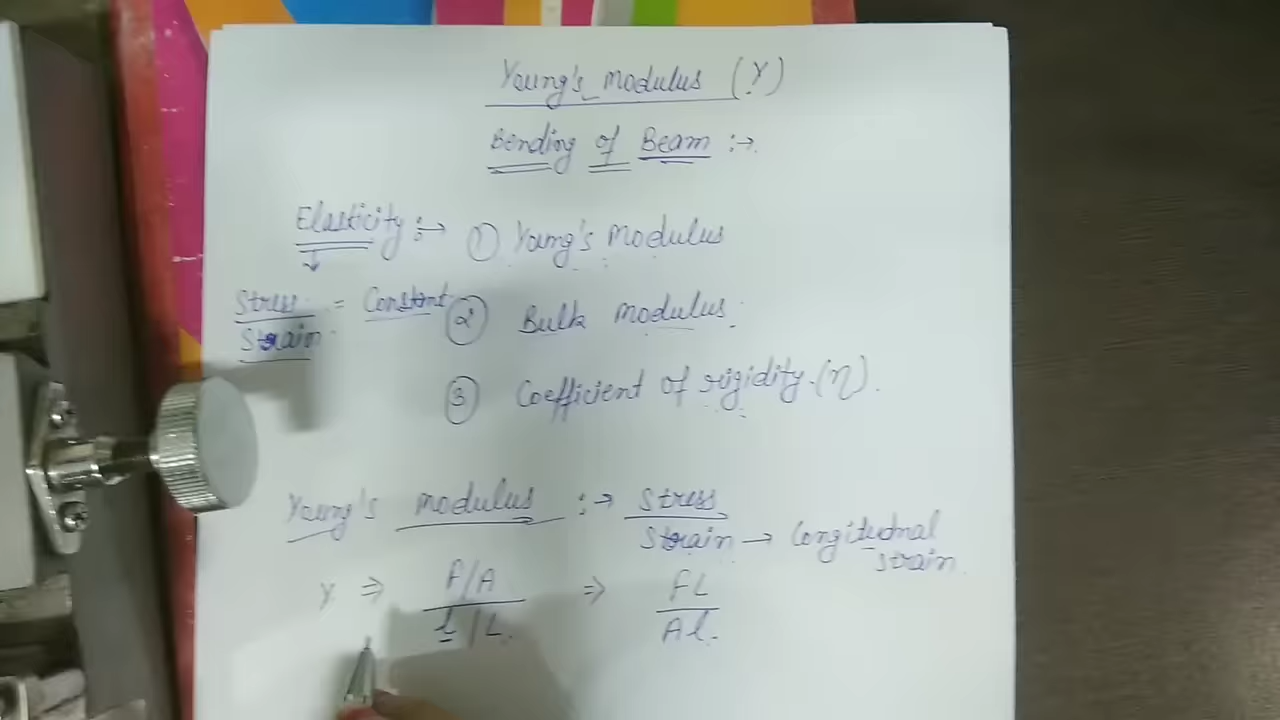 Young's modulus (Y)
Bending of Beam :→
Elasticity :→ ① Young's modulus
Stress / Strain = Constant
② Bulk modulus.
③ Coefficient of rigidity. (η).
Young's modulus :→ Stress / Strain → Longitudnal strain.
Y ⇒ F/A / l/L. ⇒ FL / Al.